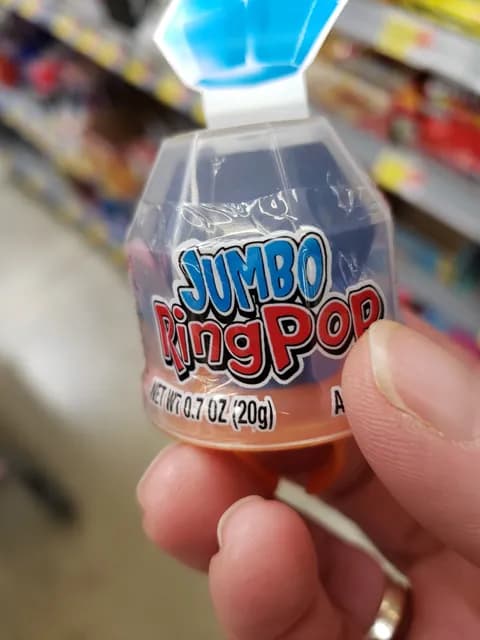 JUMBO
RingPop
NET WT 0.7 OZ (20g)